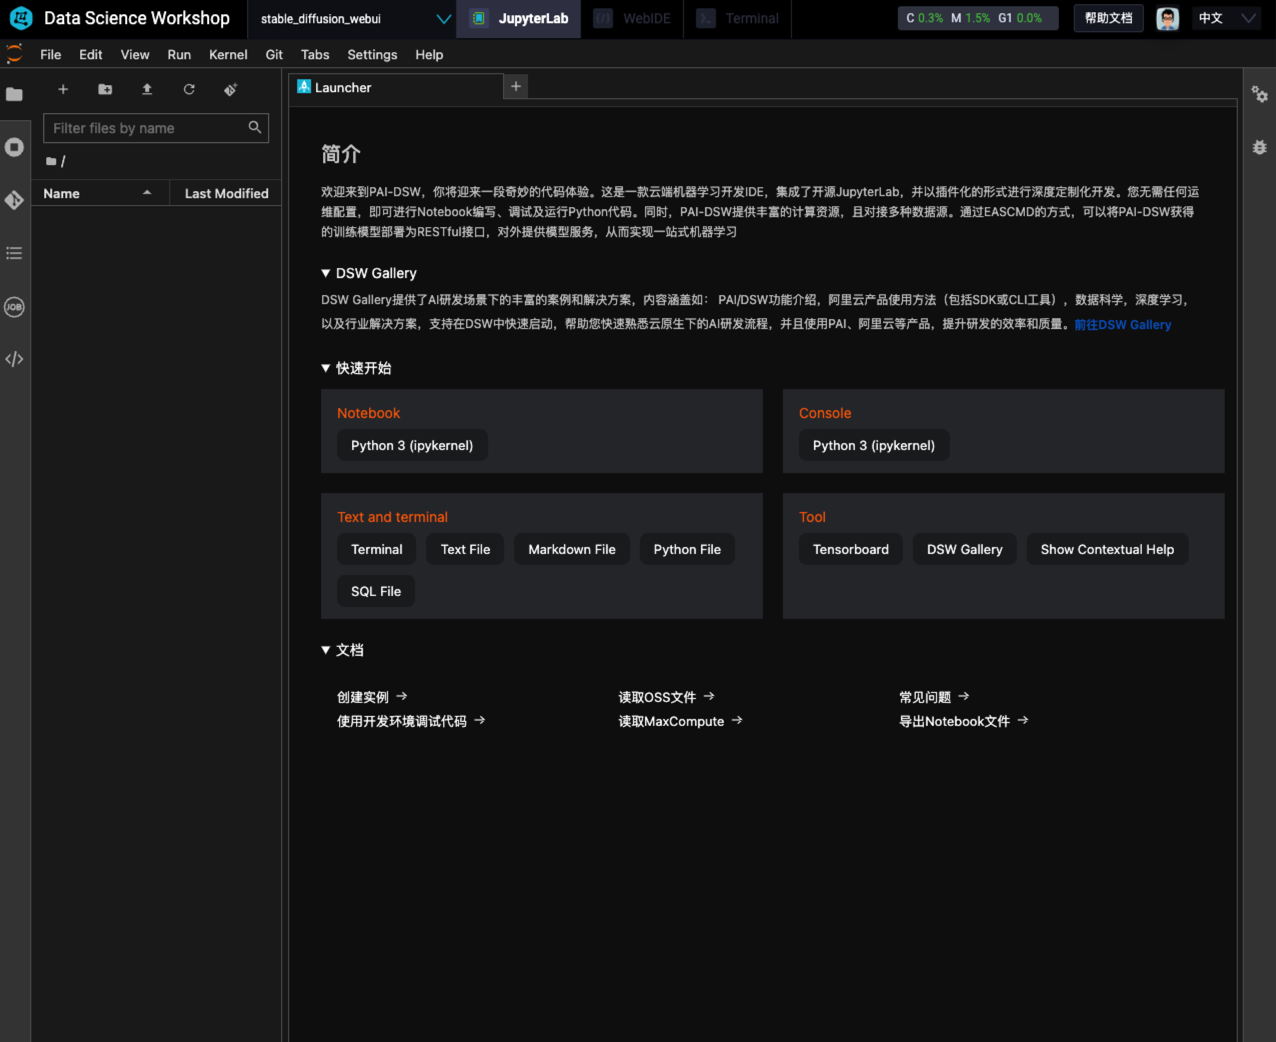 Data Science Workshop
stable_diffusion_webui
JupyterLab
WebIDE
Terminal
C 0.3% M 1.5% G1 0.0%
帮助文档
中文
File Edit View Run Kernel Git Tabs Settings Help
Launcher
Filter files by name
/
Name
Last Modified
JOB
简介
欢迎来到PAI-DSW，你将迎来一段奇妙的代码体验。这是一款云端机器学习开发IDE，集成了开源JupyterLab，并以插件化的形式进行深度定制化开发。您无需任何运
维配置，即可进行Notebook编写、调试及运行Python代码。同时，PAI-DSW提供丰富的计算资源，且对接多种数据源。通过EASCMD的方式，可以将PAI-DSW获得
的训练模型部署为RESTful接口，对外提供模型服务，从而实现一站式机器学习
DSW Gallery
DSW Gallery提供了AI研发场景下的丰富的案例和解决方案，内容涵盖如： PAI/DSW功能介绍，阿里云产品使用方法（包括SDK或CLI工具），数据科学，深度学习，
以及行业解决方案，支持在DSW中快速启动，帮助您快速熟悉云原生下的AI研发流程，并且使用PAI、阿里云等产品，提升研发的效率和质量。前往DSW Gallery
快速开始
Notebook
Python 3 (ipykernel)
Console
Python 3 (ipykernel)
Text and terminal
Terminal
Text File
Markdown File
Python File
SQL File
Tool
Tensorboard
DSW Gallery
Show Contextual Help
文档
创建实例 →
读取OSS文件 →
常见问题 →
使用开发环境调试代码 →
读取MaxCompute →
导出Notebook文件 →